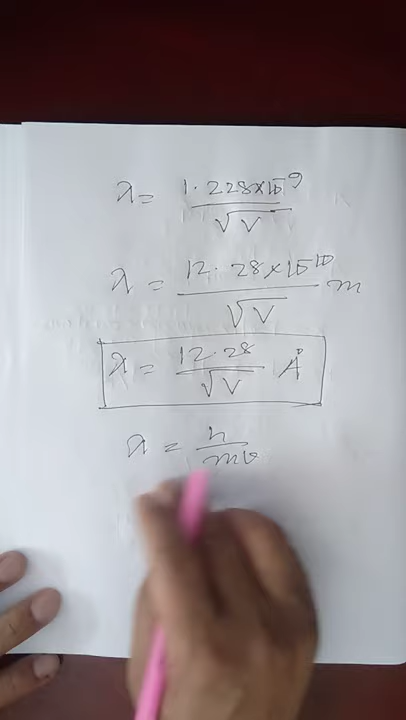 λ = 1.228×10⁻⁹ / √V
λ = 12.28×10⁻¹⁰ / √V m
λ = 12.28 / √V Å
λ = h / mv